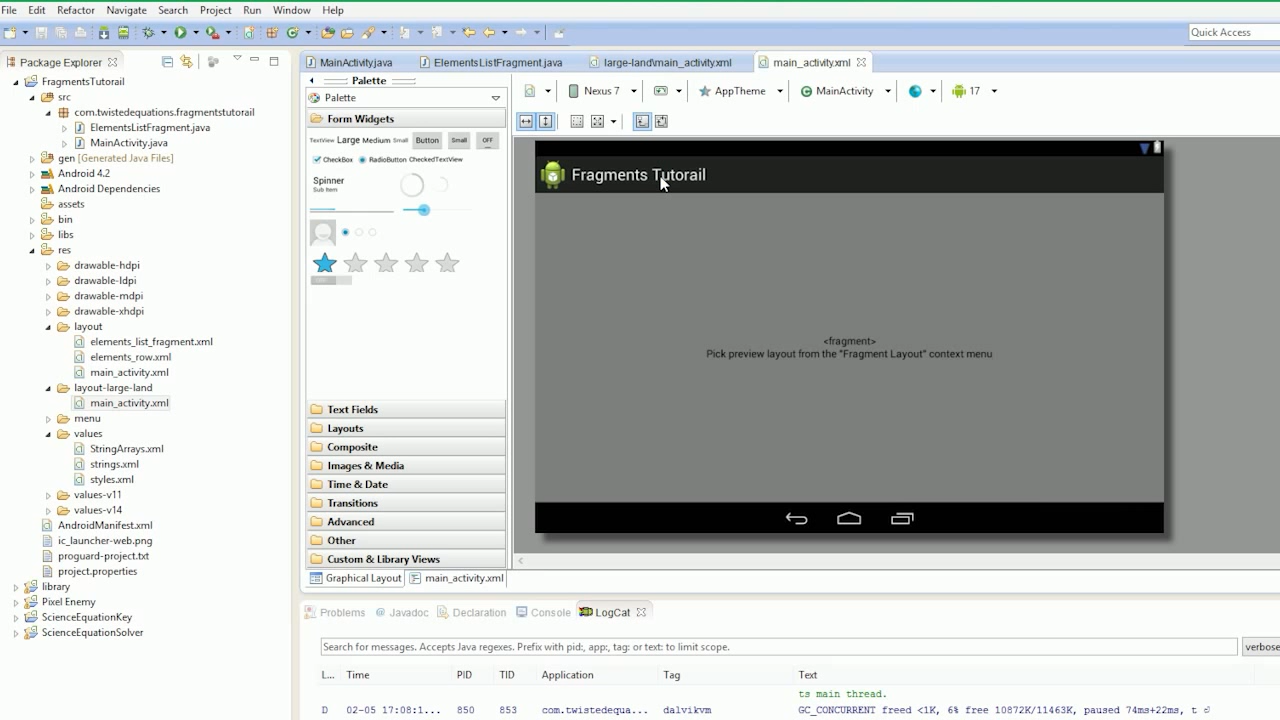 File Edit Refactor Navigate Search Project Run Window Help
Quick Access
Package Explorer
FragmentsTutorail
src
com.twistedequations.fragmentstutorail
ElementsListFragment.java
MainActivity.java
gen [Generated Java Files]
Android 4.2
Android Dependencies
assets
bin
libs
res
drawable-hdpi
drawable-ldpi
drawable-mdpi
drawable-xhdpi
layout
elements_list_fragment.xml
elements_row.xml
main_activity.xml
layout-large-land
main_activity.xml
menu
values
StringArrays.xml
strings.xml
styles.xml
values-v11
values-v14
AndroidManifest.xml
ic_launcher-web.png
proguard-project.txt
project.properties
library
Pixel Enemy
ScienceEquationKey
ScienceEquationSolver
MainActivity.java ElementsListFragment.java large-land\main_activity.xml main_activity.xml
Palette
Palette
Form Widgets
TextView Large Medium Small Button Small OFF
CheckBox RadioButton CheckedTextView
Spinner
Sub Item
Text Fields
Layouts
Composite
Images & Media
Time & Date
Transitions
Advanced
Other
Custom & Library Views
Graphical Layout main_activity.xml
Nexus 7 AppTheme MainActivity 17
Fragments Tutorail
<fragment>
Pick preview layout from the "Fragment Layout" context menu
Problems Javadoc Declaration Console LogCat
Search for messages. Accepts Java regexes. Prefix with pid:, app:, tag: or text: to limit scope.
verbose
L... Time PID TID Application Tag Text
ts main thread.
D 02-05 17:08:1... 850 853 com.twistedequa... dalvikvm GC_CONCURRENT freed <1K, 6% free 10872K/11463K, paused 74ms+22ms, t